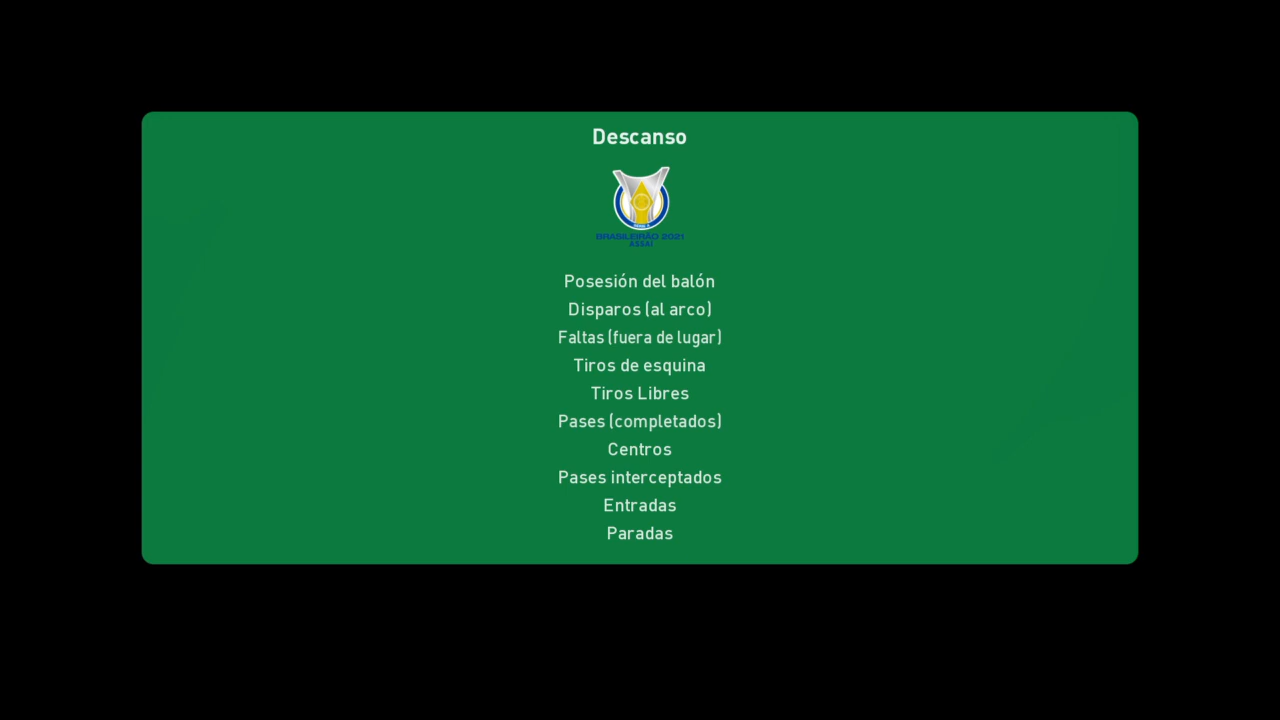 Descanso
BRASILEIRÃO 2021
ASSAÍ
Posesión del balón
Disparos (al arco)
Faltas (fuera de lugar)
Tiros de esquina
Tiros Libres
Pases (completados)
Centros
Pases interceptados
Entradas
Paradas